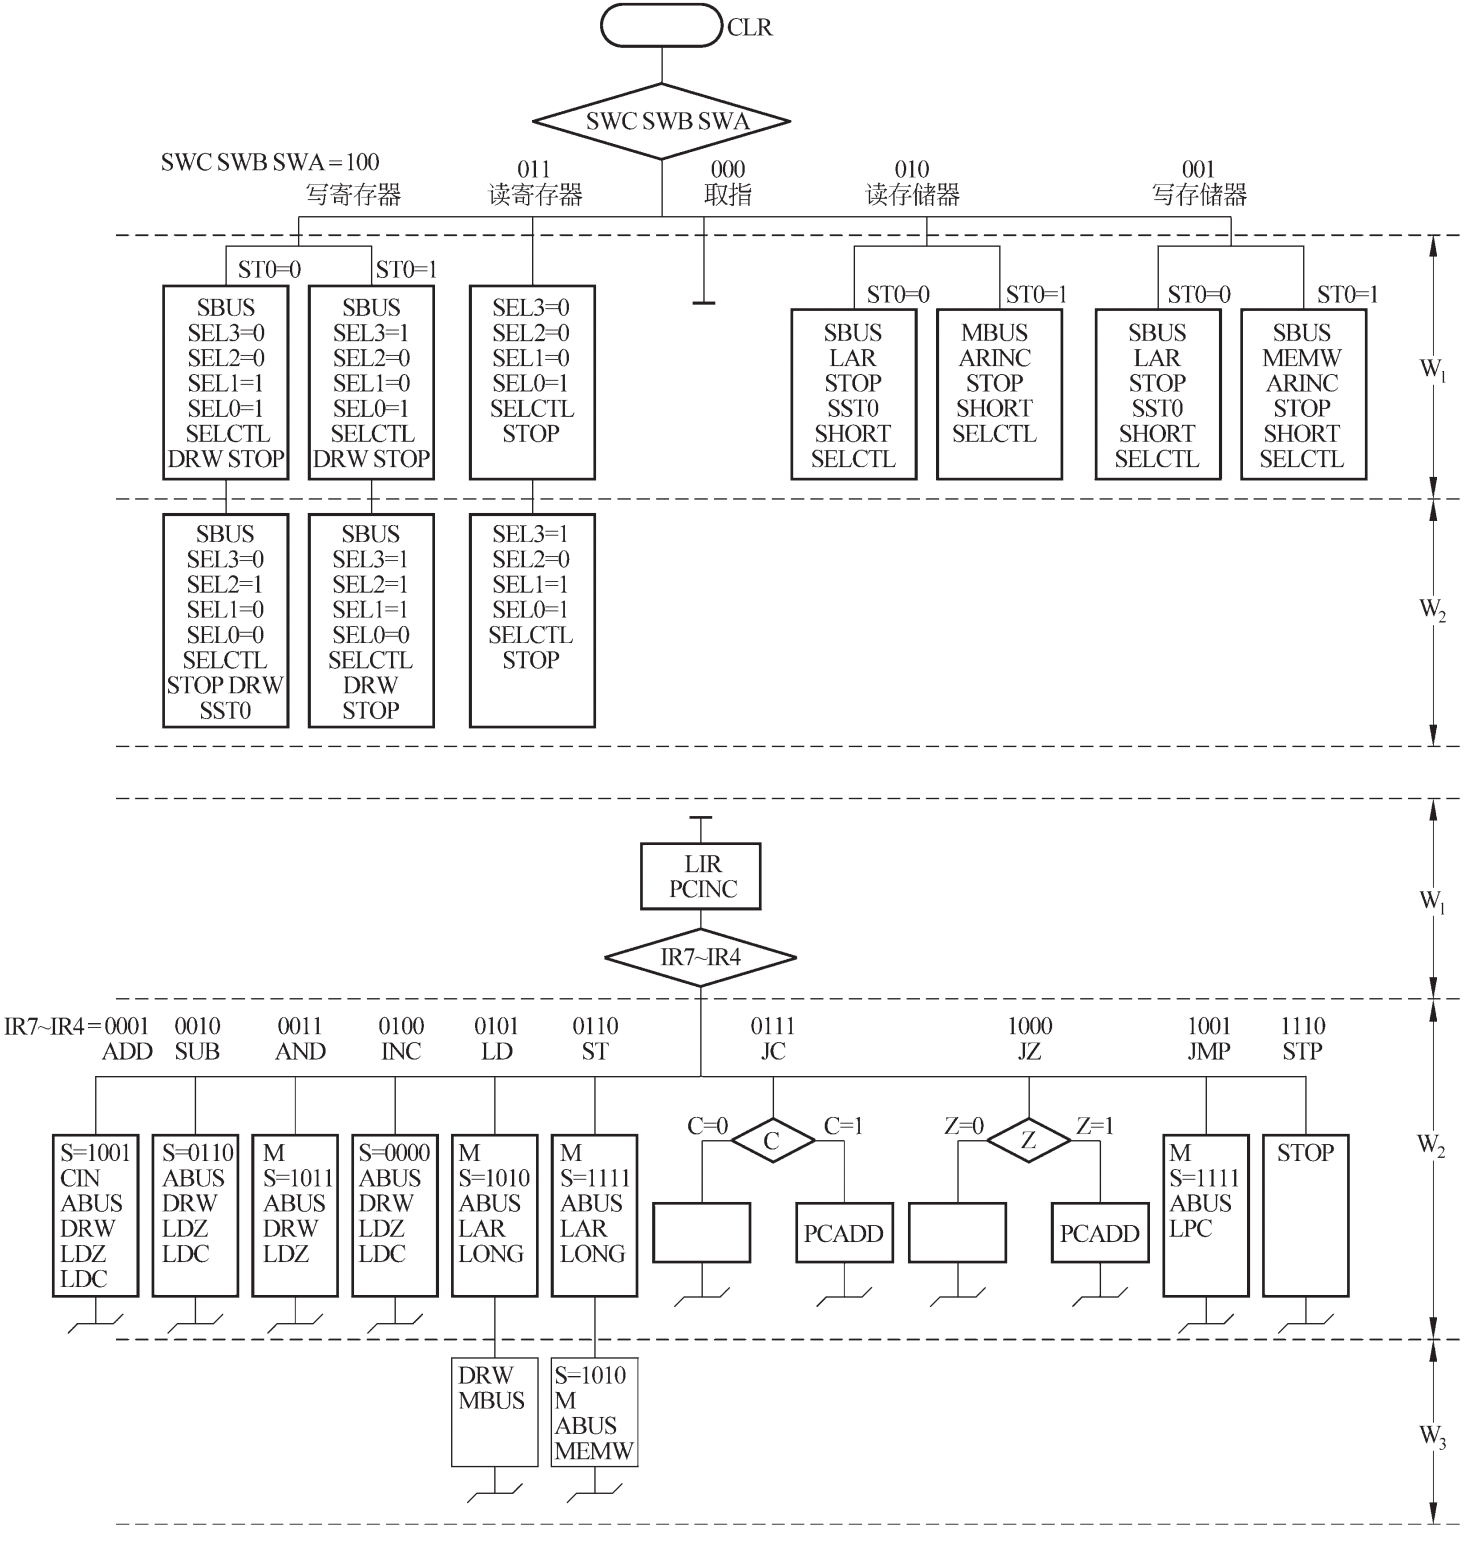 CLR
SWC SWB SWA
SWC SWB SWA=100
写寄存器
011
读寄存器
000
取指
010
读存储器
001
写存储器
ST0=0
SBUS
SEL3=0
SEL2=0
SEL1=1
SEL0=1
SELCTL
DRW STOP
ST0=1
SBUS
SEL3=1
SEL2=0
SEL1=0
SEL0=1
SELCTL
DRW STOP
SEL3=0
SEL2=0
SEL1=0
SEL0=1
SELCTL
STOP
ST0=0
SBUS
LAR
STOP
SST0
SHORT
SELCTL
ST0=1
MBUS
ARINC
STOP
SHORT
SELCTL
ST0=0
SBUS
LAR
STOP
SST0
SHORT
SELCTL
ST0=1
SBUS
MEMW
ARINC
STOP
SHORT
SELCTL
W1
SBUS
SEL3=0
SEL2=1
SEL1=0
SEL0=0
SELCTL
STOP DRW
SST0
SBUS
SEL3=1
SEL2=1
SEL1=1
SEL0=0
SELCTL
DRW
STOP
SEL3=1
SEL2=0
SEL1=1
SEL0=1
SELCTL
STOP
W2
LIR
PCINC
IR7~IR4
W1
IR7~IR4=0001
ADD
0010
SUB
0011
AND
0100
INC
0101
LD
0110
ST
0111
JC
1000
JZ
1001
JMP
1110
STP
S=1001
CIN
ABUS
DRW
LDZ
LDC
S=0110
ABUS
DRW
LDZ
LDC
M
S=1011
ABUS
DRW
LDZ
S=0000
ABUS
DRW
LDZ
LDC
M
S=1010
ABUS
LAR
LONG
M
S=1111
ABUS
LAR
LONG
C=0
C
C=1
PCADD
Z=0
Z
Z=1
PCADD
M
S=1111
ABUS
LPC
STOP
W2
DRW
MBUS
S=1010
M
ABUS
MEMW
W3